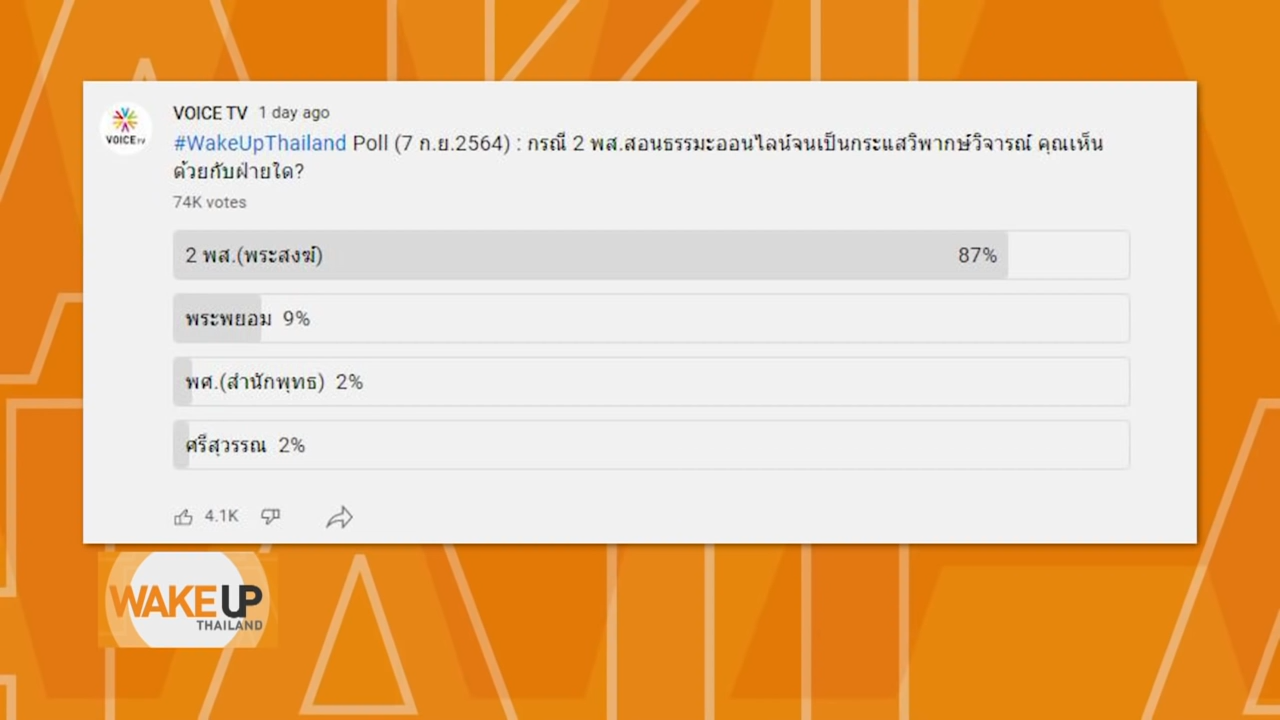 VOICE TV 1 day ago
#WakeUpThailand Poll (7 ก.ย.2564) : กรณี 2 พส.สอนธรรมะออนไลน์จนเป็นกระแสวิพากษ์วิจารณ์ คุณเห็น
ด้วยกับฝ่ายใด?
74K votes
2 พส.(พระสงฆ์) 87%
พระพยอม 9%
พศ.(สำนักพุทธ) 2%
ศรีสุวรรณ 2%
4.1K
VOICE TV
WAKE UP
THAILAND